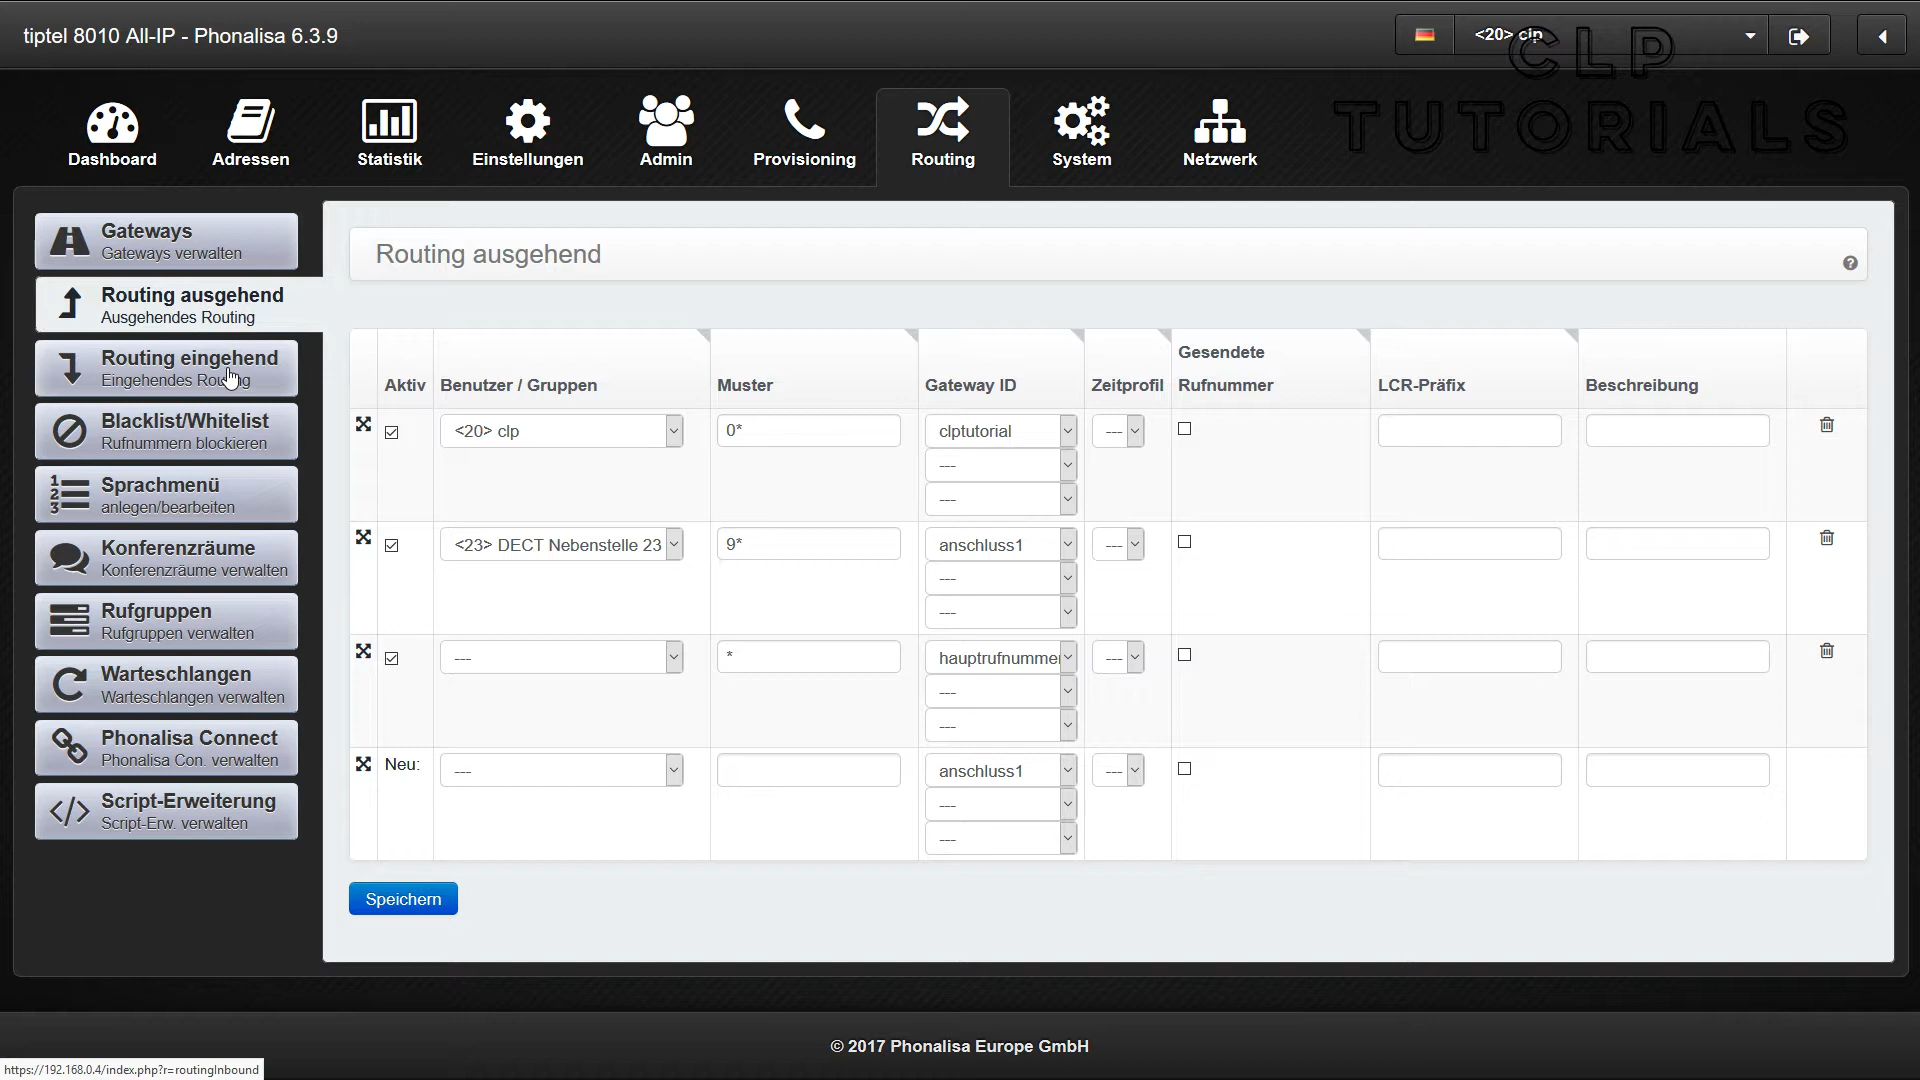 tiptel 8010 All-IP - Phonalisa 6.3.9
<20> clp
CLP
TUTORIALS
Dashboard
Adressen
Statistik
Einstellungen
Admin
Provisioning
Routing
System
Netzwerk
Gateways
Gateways verwalten
Routing ausgehend
Ausgehendes Routing
Routing eingehend
Eingehendes Routing
Blacklist/Whitelist
Rufnummern blockieren
1
2
3
Sprachmenü
anlegen/bearbeiten
Konferenzräume
Konferenzräume verwalten
Rufgruppen
Rufgruppen verwalten
Warteschlangen
Warteschlangen verwalten
Phonalisa Connect
Phonalisa Con. verwalten
</> Script-Erweiterung
Script-Erw. verwalten
Routing ausgehend
?
Aktiv Benutzer / Gruppen Muster Gateway ID Zeitprofil Gesendete Rufnummer LCR-Präfix Beschreibung
<20> clp 0* clptutorial ---
---
---
<23> DECT Nebenstelle 23 9* anschluss1 ---
---
---
--- * hauptrufnummer ---
---
---
Neu: --- anschluss1 ---
---
---
Speichern
© 2017 Phonalisa Europe GmbH
https://192.168.0.4/index.php?r=routingInbound